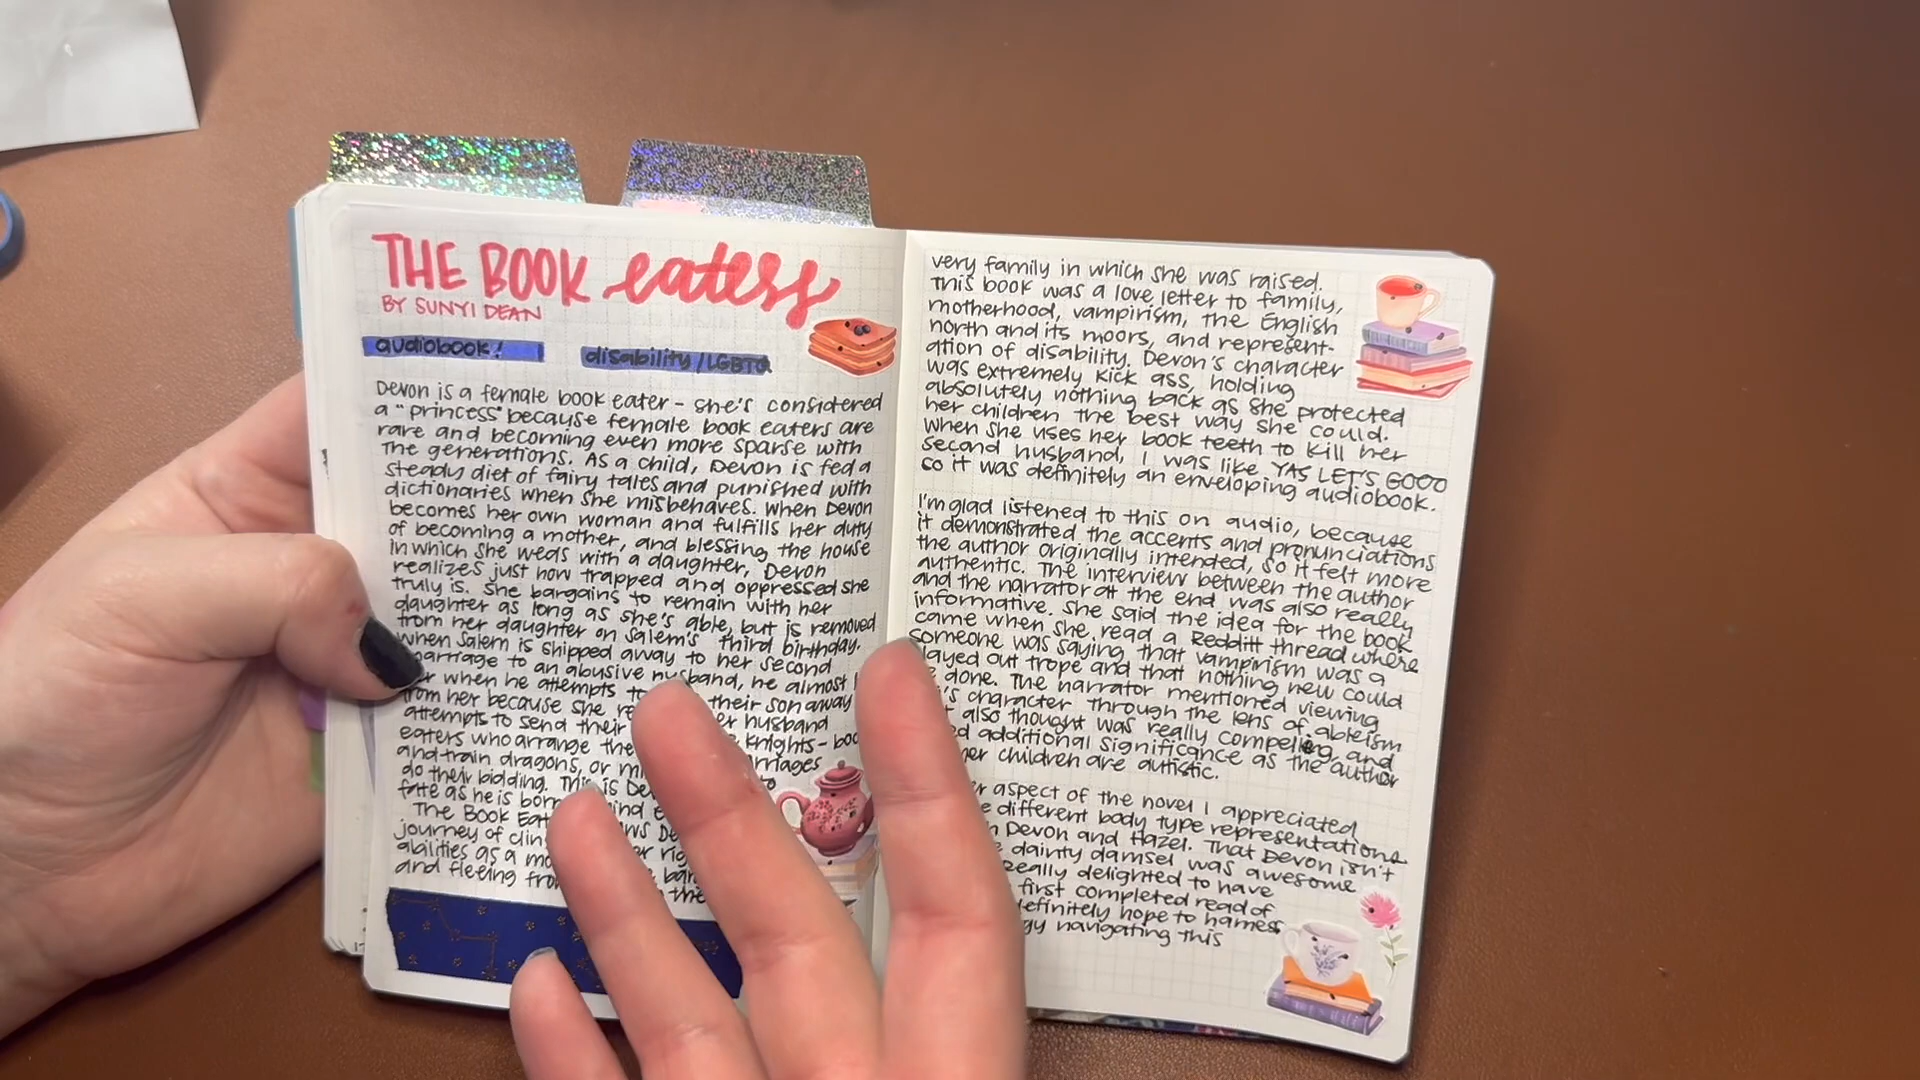 THE BOOK eaters
BY SUNYI DEAN
audiobook!
disability/LGBTQ
Devon is a female book eater - she's considered
a "princess" because female book eaters are
rare and becoming even more sparse with
the generations. As a child, Devon is fed a
steady diet of fairy tales and punished with
dictionaries when she misbehaves. When Devon
becomes her own woman and fulfills her duty
of becoming a mother, and blessing the house
in which she weds with a daughter, Devon
realizes just how trapped and oppressed she
truly is. She bargains to remain with her
daughter as long as she's able, but is removed
from her daughter on Salem's third birthday.
When Salem is shipped away to her second
marriage to an abusive husband, he almost
her when he attempts to their son away
from her because she her husband
attempts to send their knights-
eaters who arrange the
and train dragons, or
do their bidding. This is
fate as he is born
The Book
journey of
abilities as a
and fleeing the
very family in which she was raised.
This book was a love letter to family,
motherhood, vampirism, the English
north and its moors, and represent-
ation of disability. Devon's character
was extremely kick ass, holding
absolutely nothing back as she protected
her children the best way she could.
When she uses her book teeth to kill her
second husband, I was like YAS LET'S GOOO
so it was definitely an enveloping audiobook.
I'm glad listened to this on audio, because
it demonstrated the accents and pronunciations
the author originally intended, so it felt more
authentic. The interview between the author
and the narrator at the end was also really
informative. She said the idea for the book
came when she read a Redditt thread where
someone was saying that vampirism was a
layed out trope and that nothing new could
done. The narrator mentioned viewing
's character through the lens of ableism
also thought was really compelling, and
additional significance as the author
her children are autistic.
aspect of the novel I appreciated
different body type representations
Devon and Hazel. That Devon isn't
dainty damsel was awesome
really delighted to have
first completed read of
definitely hope to harness
navigating this